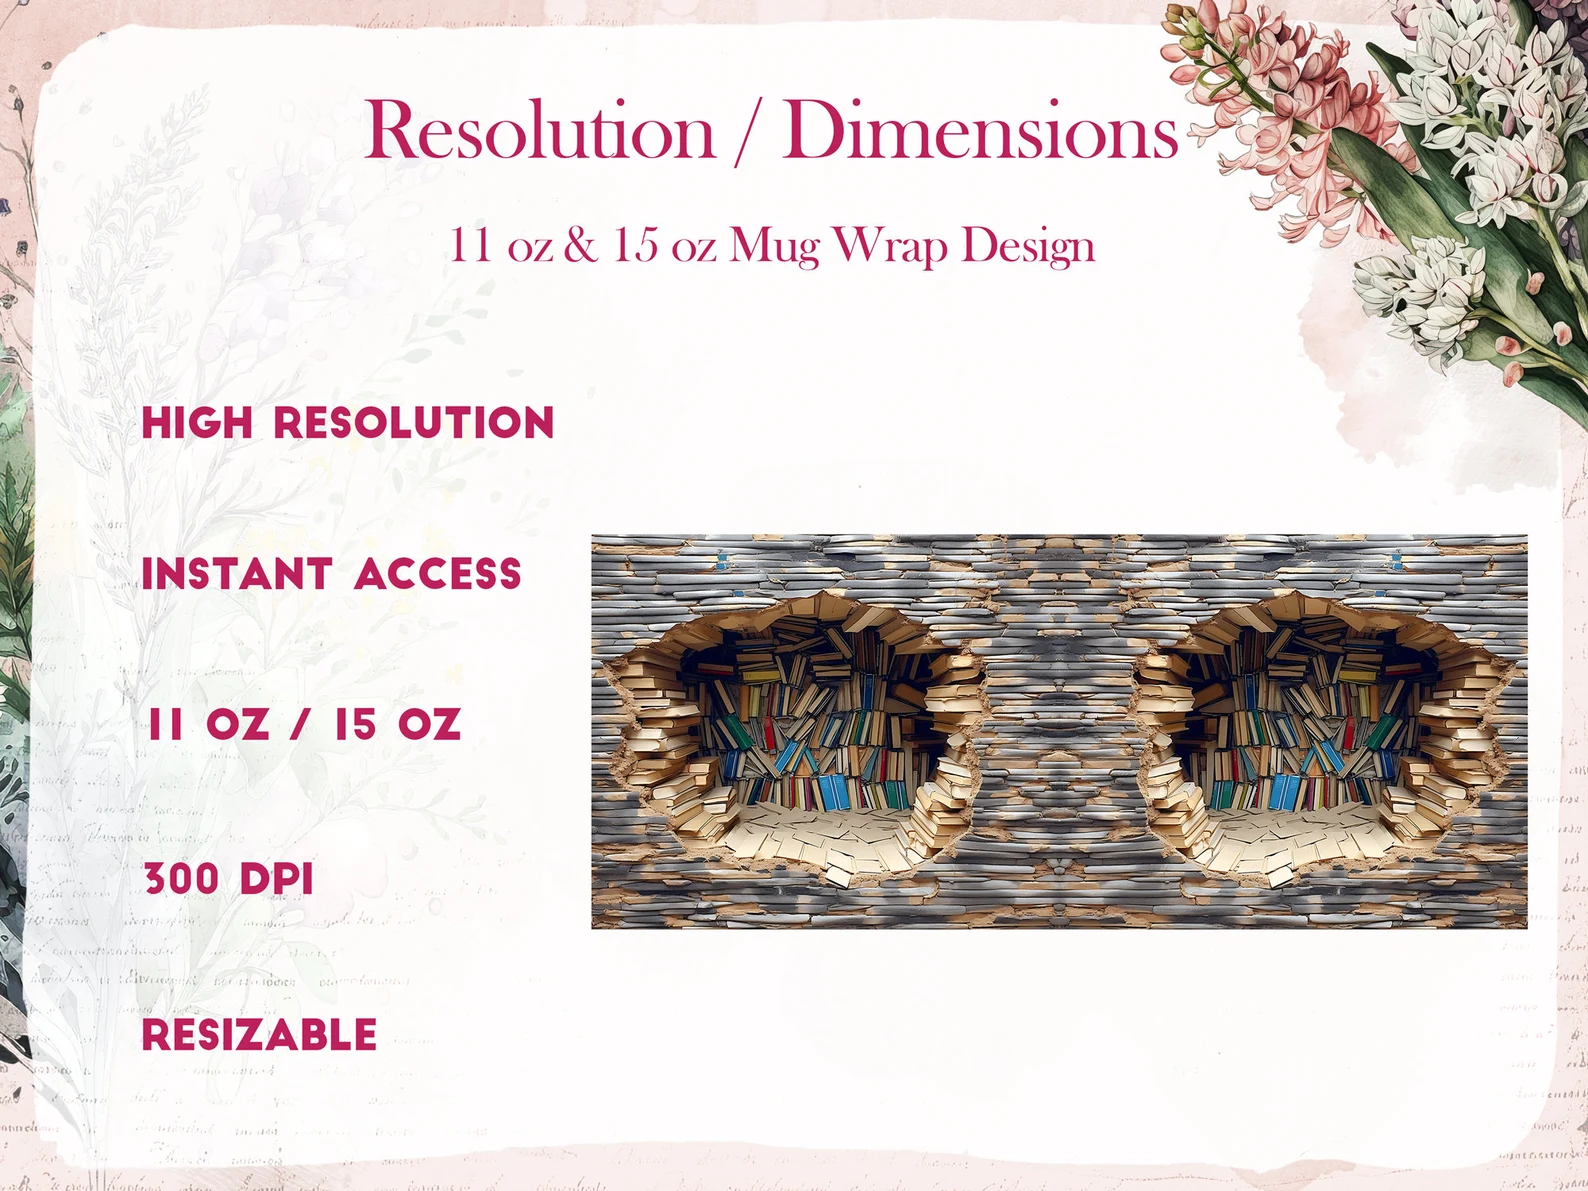 Resolution / Dimensions
11 oz & 15 oz Mug Wrap Design
HIGH RESOLUTION
INSTANT ACCESS
11 OZ / 15 OZ
300 DPI
RESIZABLE